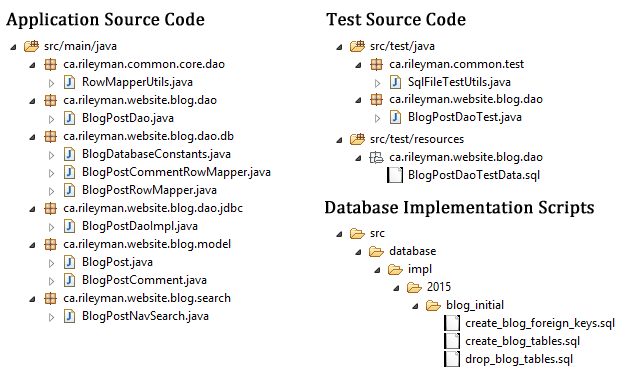 Application Source Code
src/main/java
ca.rileyman.common.core.dao
RowMapperUtils.java
ca.rileyman.website.blog.dao
BlogPostDao.java
ca.rileyman.website.blog.dao.db
BlogDatabaseConstants.java
BlogPostCommentRowMapper.java
BlogPostRowMapper.java
ca.rileyman.website.blog.dao.jdbc
BlogPostDaoImpl.java
ca.rileyman.website.blog.model
BlogPost.java
BlogPostComment.java
ca.rileyman.website.blog.search
BlogPostNavSearch.java
Test Source Code
src/test/java
ca.rileyman.common.test
SqlFileTestUtils.java
ca.rileyman.website.blog.dao
BlogPostDaoTest.java
src/test/resources
ca.rileyman.website.blog.dao
BlogPostDaoTestData.sql
Database Implementation Scripts
src
database
impl
2015
blog_initial
create_blog_foreign_keys.sql
create_blog_tables.sql
drop_blog_tables.sql